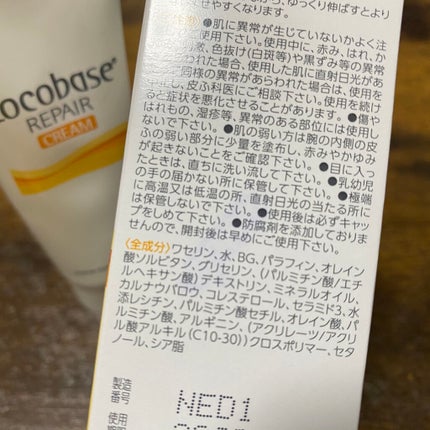 Locobase®
REPAIR
CREAM
、ゆっくり伸ばすとより
せやすくなります。
●肌に異常が生じていないかよく注
使用下さい。使用中に、赤み、はれ、か
刺激、色抜け(白斑等)や黒ずみ等の異常
われた場合、使用した肌に直射日光があ
同様の異常があらわれた場合は、使用を
し、皮ふ科医にご相談下さい。使用を続け
ると症状を悪化させることがあります。●傷や
はれもの、湿疹等、異常のある部位には使用し
ないで下さい。●肌の弱い方は腕の内側の皮
ふの弱い部分に少量を塗布し、赤みやかゆみ
が起きないことをご確認下さい。●目に入っ
たときは、直ちに洗い流して下さい。●乳幼児
の手の届かない所に保管して下さい。●極端
に高温又は低温の所、直射日光の当たる所に
は保管しないで下さい。●使用後は必ずキャッ
プをしめて下さい。●防腐剤を添加しておりま
せんので、開封後は早めにご使用下さい。
〈全成分〉ワセリン、水、BG、パラフィン、オレイン
酸ソルビタン、グリセリン、(パルミチン酸/エチ
ルヘキサン酸)デキストリン、ミネラルオイル、
カルナウバロウ、コレステロール、セラミド3、水
添レシチン、パルミチン酸セチル、オレイン酸、パ
ルミチン酸、アルギニン、(アクリレーツ/アクリ
ル酸アルキル(C10-30))クロスポリマー、セタ
ノール、シア脂
製造
番号
NED1
使用